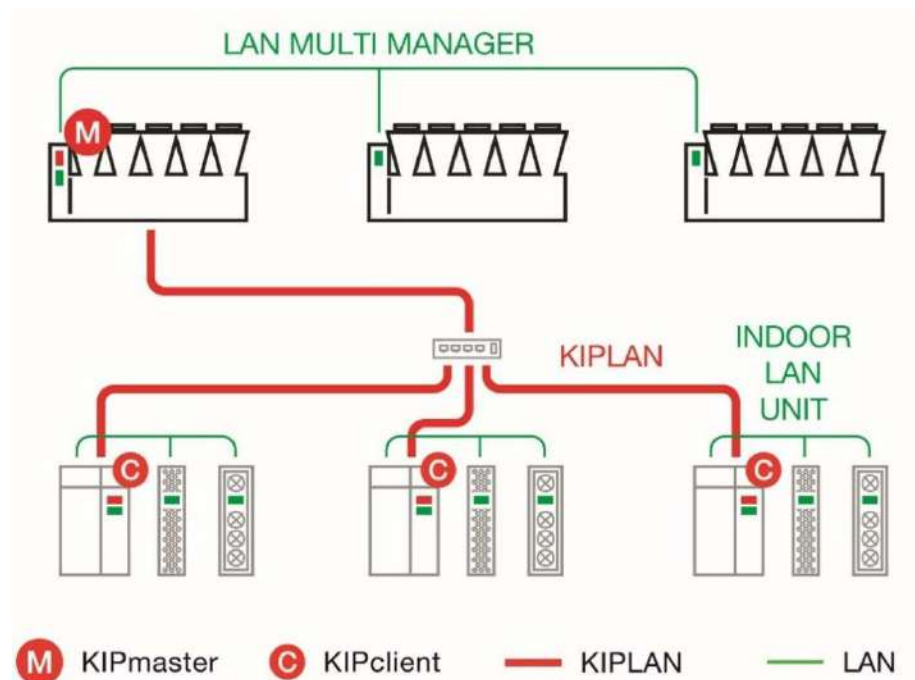 LAN MULTI MANAGER
M
KIPLAN
INDOOR
LAN
UNIT
C
C
C
M KIPmaster C KIPclient KIPLAN LAN